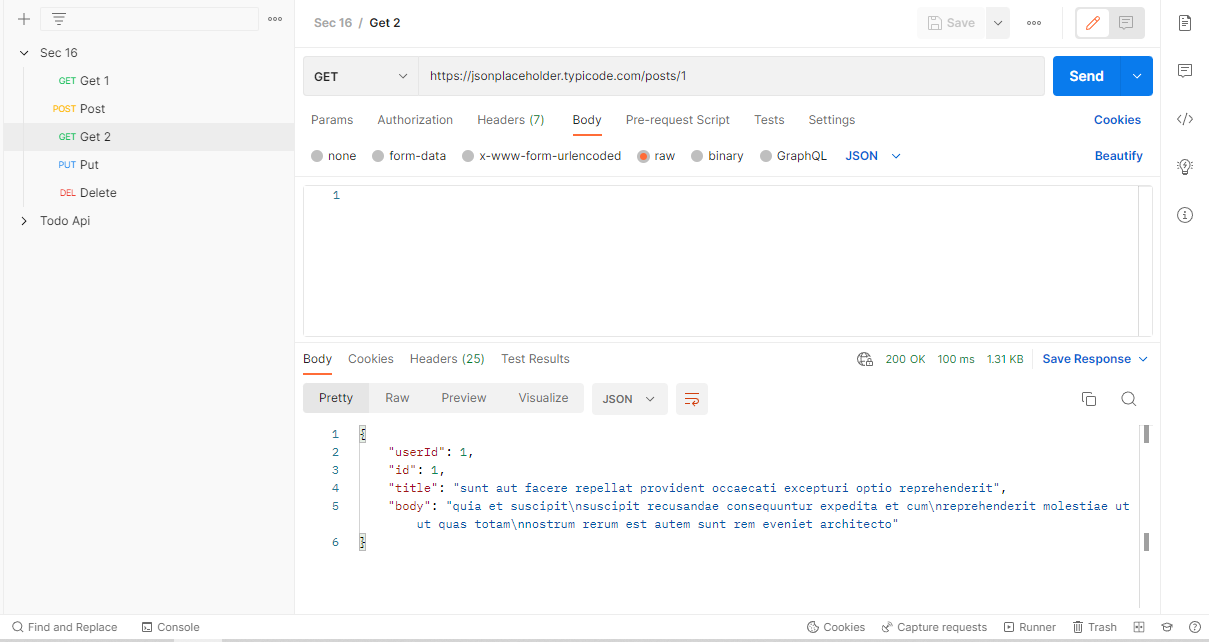 Sec 16 / Get 2
Save
Sec 16
GET Get 1
POST Post
GET Get 2
PUT Put
DEL Delete
Todo Api
GET https://jsonplaceholder.typicode.com/posts/1 Send
Params Authorization Headers (7) Body Pre-request Script Tests Settings Cookies
none form-data x-www-form-urlencoded raw binary GraphQL JSON Beautify
1
Body Cookies Headers (25) Test Results 200 OK 100 ms 1.31 KB Save Response
Pretty Raw Preview Visualize JSON
1 {
2 "userId": 1,
3 "id": 1,
4 "title": "sunt aut facere repellat provident occaecati excepturi optio reprehenderit",
5 "body": "quia et suscipit\nsuscipit recusandae consequuntur expedita et cum\nreprehenderit molestiae ut
ut quas totam\nnostrum rerum est autem sunt rem eveniet architecto"
6 }
Find and Replace Console Cookies Capture requests Runner Trash